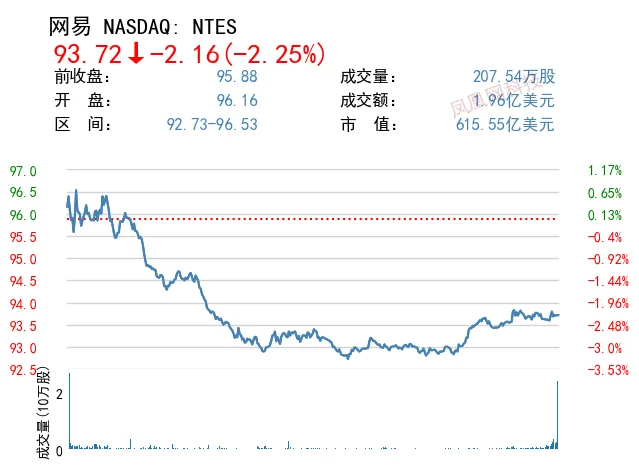 网易 NASDAQ: NTES
93.72↓-2.16(-2.25%)
前收盘: 95.88 成交量: 207.54万股
开 盘: 96.16 成交额: 1.96亿美元
区 间: 92.73-96.53 市 值: 615.55亿美元
凤凰网科技
97.0 1.17%
96.5 0.65%
96.0 0.13%
95.5 -0.4%
95.0 -0.92%
94.5 -1.44%
94.0 -1.96%
93.5 -2.48%
93.0 -3.0%
92.5 -3.53%
成交量(10万股)
2
0